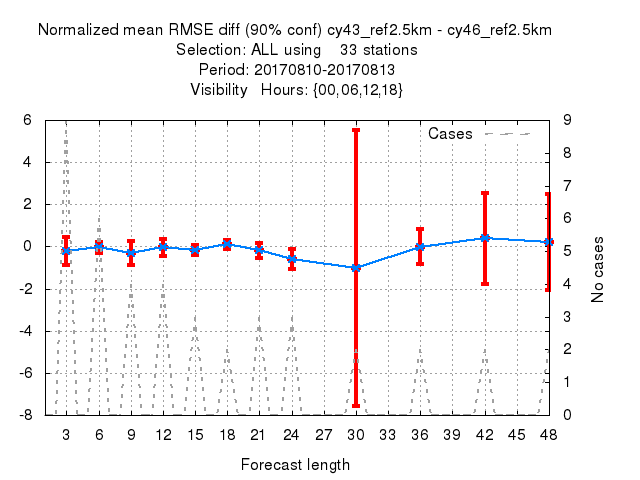 Normalized mean RMSE diff (90% conf) cy43_ref2.5km - cy46_ref2.5km
Selection: ALL using 33 stations
Period: 20170810-20170813
Visibility Hours: {00,06,12,18}
Cases
6
4
2
0
-2
-4
-6
-8
9
8
7
6
5
4
3
2
1
0
No cases
3 6 9 12 15 18 21 24 27 30 33 36 39 42 45 48
Forecast length